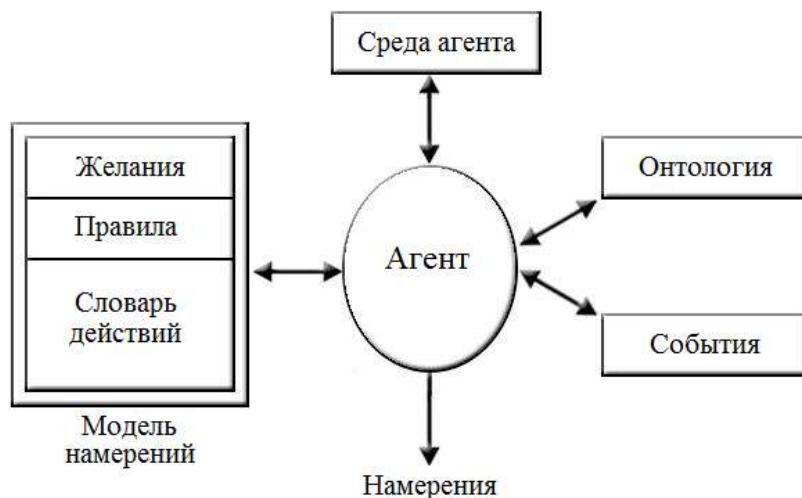 Среда агента
Желания
Правила
Словарь
действий
Модель
намерений
Агент
Онтология
События
Намерения